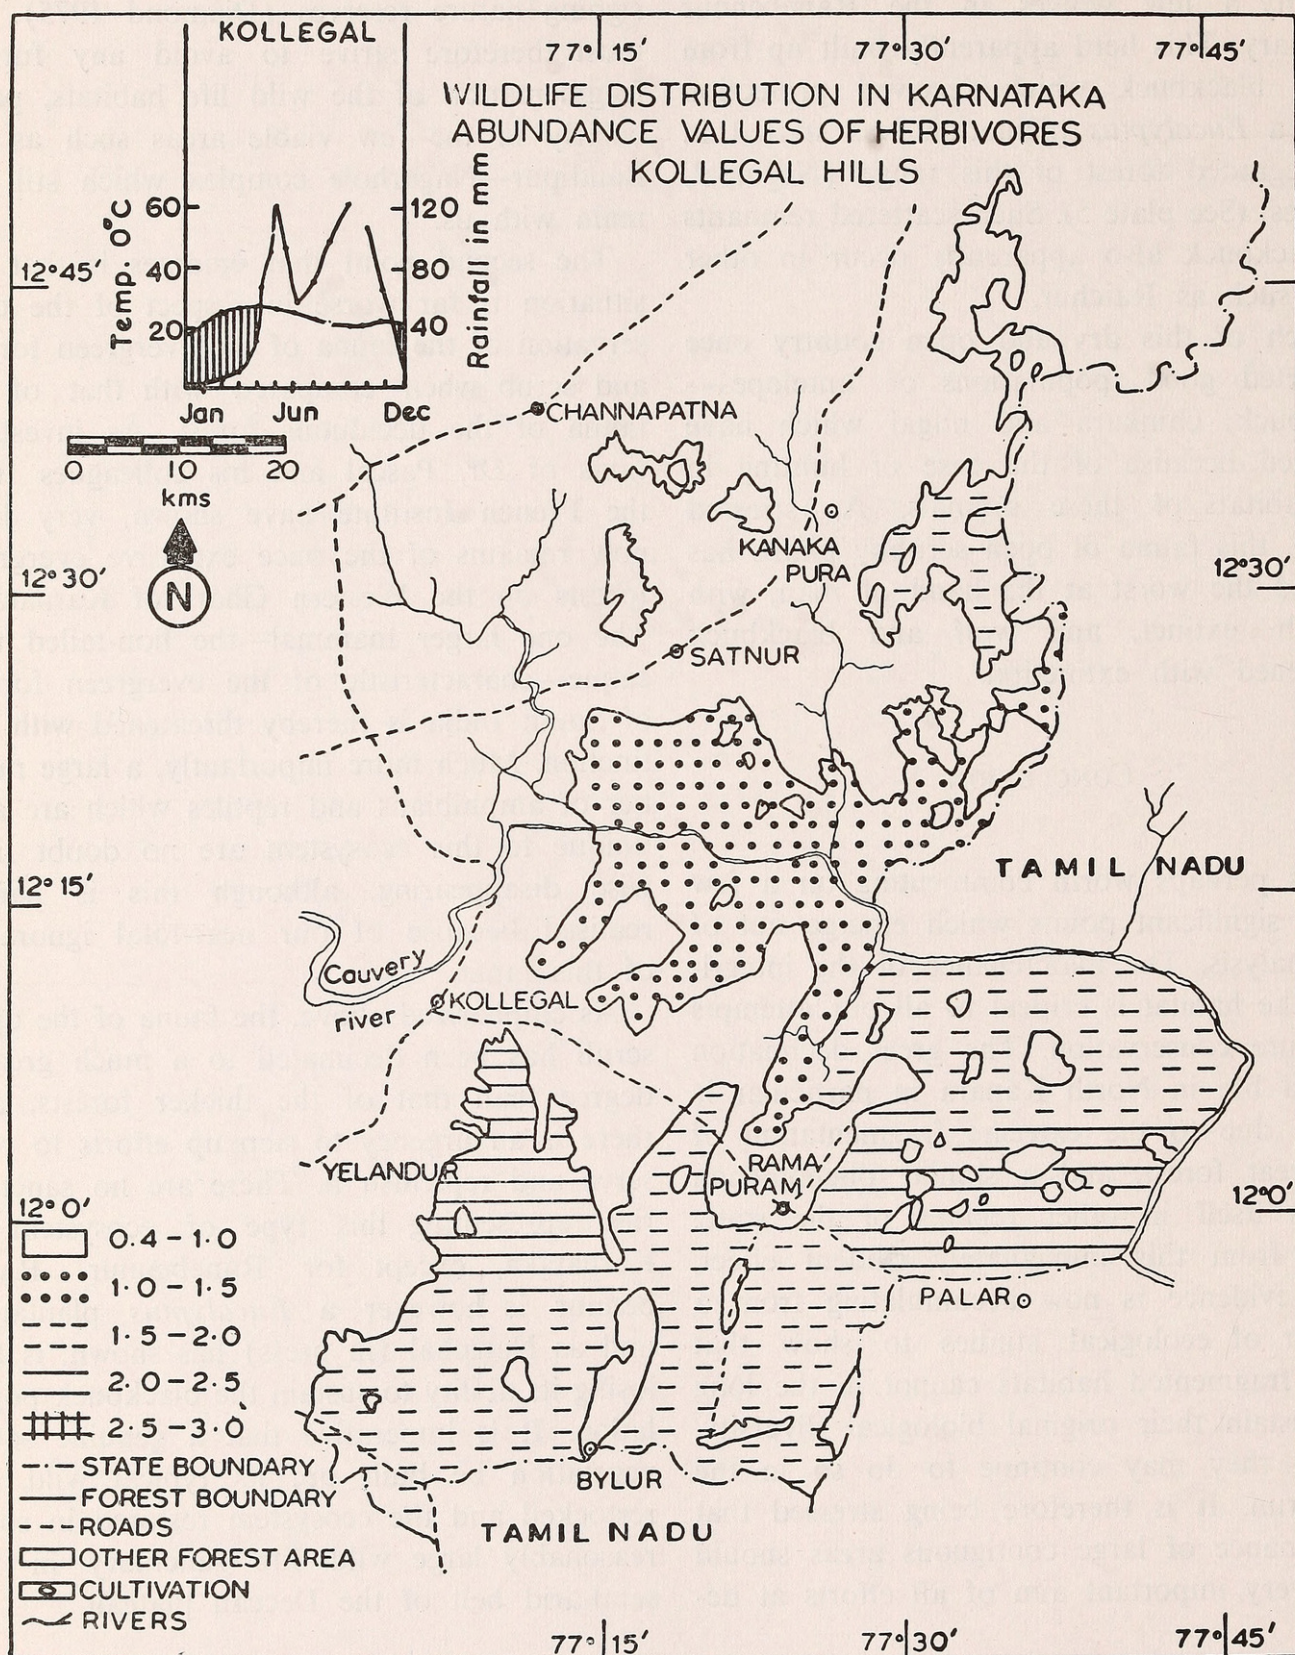 KOLLEGAL
77° 15′ 77° 30′ 77° 45′
WILDLIFE DISTRIBUTION IN KARNATAKA
ABUNDANCE VALUES OF HERBIVORES
KOLLEGAL HILLS
Temp. 0°C
60
40
20
120
80
40
Rainfall in mm
Jan Jun Dec
12° 45′
0 10 20
kms
N
CHANNAPATNA
KANAKA
PURA
12° 30′ 12° 30′
SATNUR
TAMIL NADU
12° 15′
Cauvery
river
KOLLEGAL
YELANDUR
RAMA
PURAM
12° 0′ 12° 0′
PALAR
BYLUR
TAMIL NADU
0.4 – 1.0
1.0 – 1.5
1.5 – 2.0
2.0 – 2.5
2.5 – 3.0
STATE BOUNDARY
FOREST BOUNDARY
ROADS
OTHER FOREST AREA
CULTIVATION
RIVERS
77° 15′ 77° 30′ 77° 45′